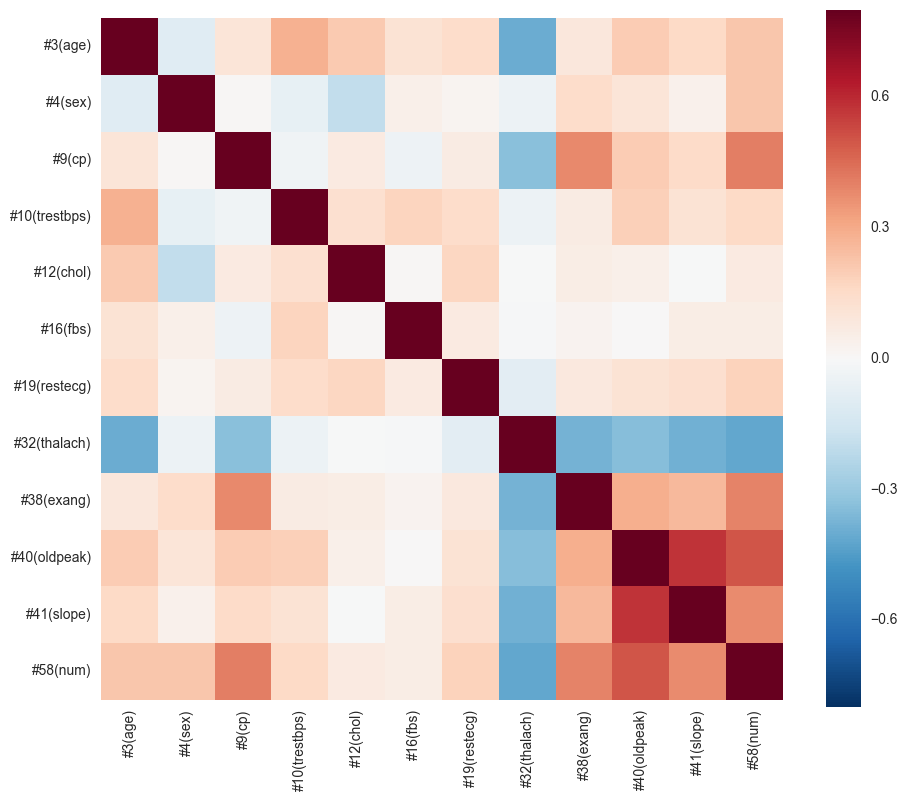 #3(age)
#4(sex)
#9(cp)
#10(trestbps)
#12(chol)
#16(fbs)
#19(restecg)
#32(thalach)
#38(exang)
#40(oldpeak)
#41(slope)
#58(num)
#3(age)
#4(sex)
#9(cp)
#10(trestbps)
#12(chol)
#16(fbs)
#19(restecg)
#32(thalach)
#38(exang)
#40(oldpeak)
#41(slope)
#58(num)
0.6
0.3
0.0
−0.3
−0.6